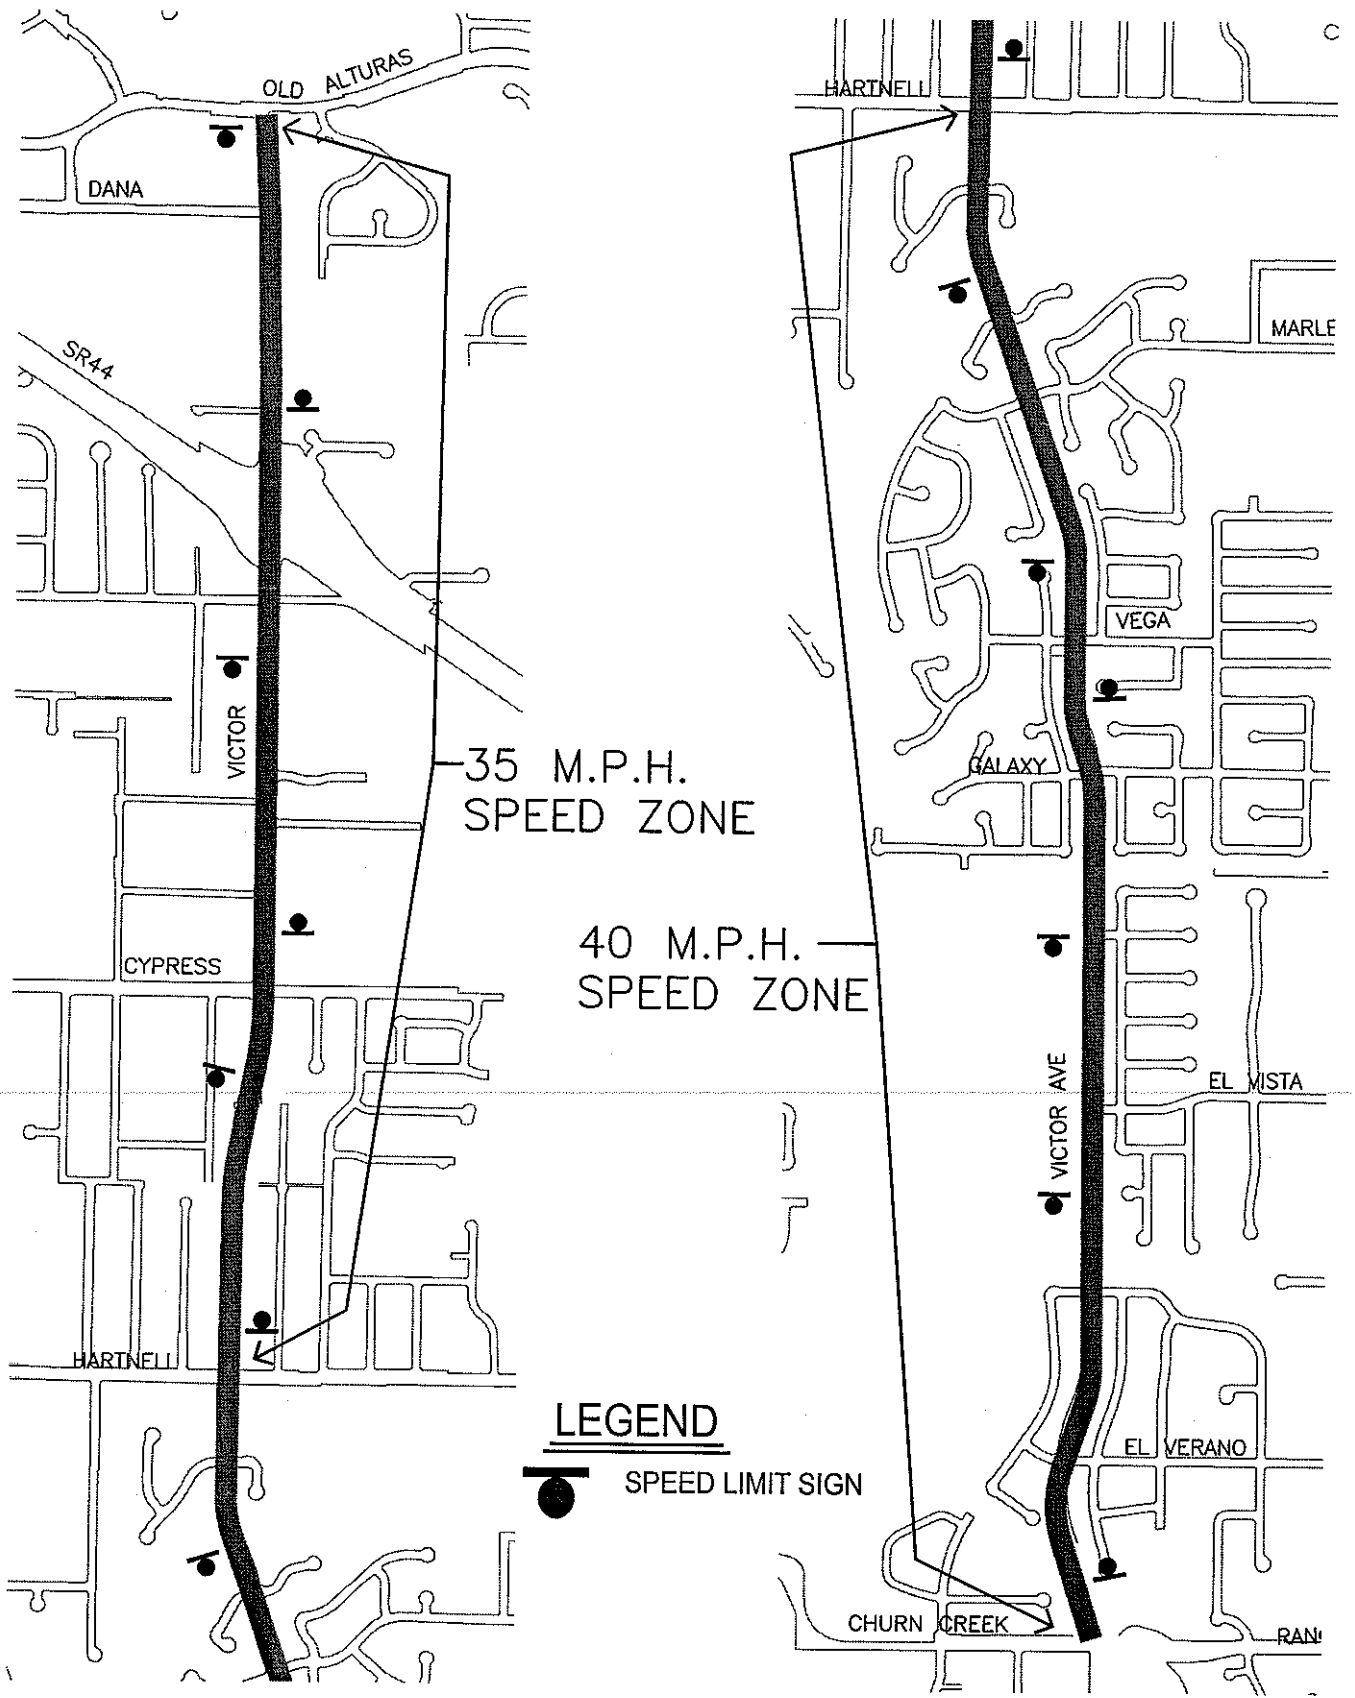 OLD ALTURAS
DANA
SR44
VICTOR
35 M.P.H.
SPEED ZONE
CYPRESS
HARTNELL
HARTNELL
MARLE
VEGA
GALAXY
40 M.P.H.
SPEED ZONE
EL VISTA
VICTOR AVE
EL VERANO
CHURN CREEK
RAN
LEGEND
SPEED LIMIT SIGN